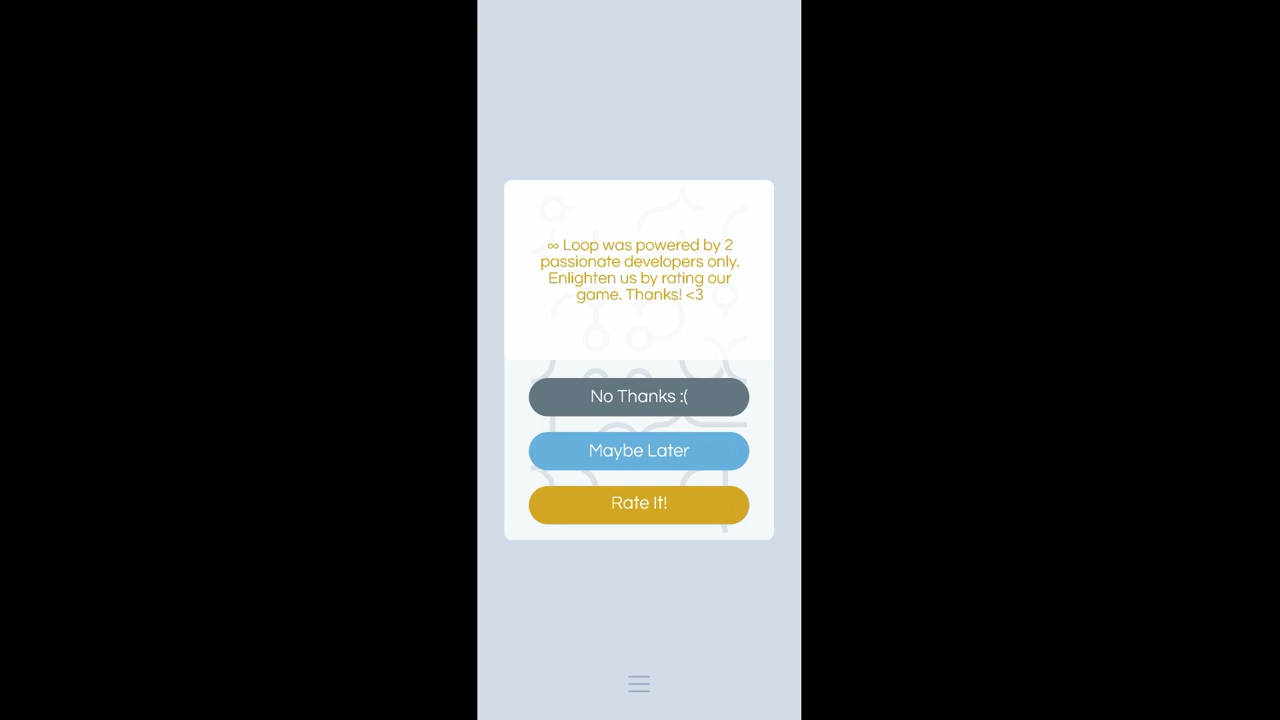 ∞ Loop was powered by 2
passionate developers only.
Enlighten us by rating our
game. Thanks! <3
No Thanks :(
Maybe Later
Rate It!